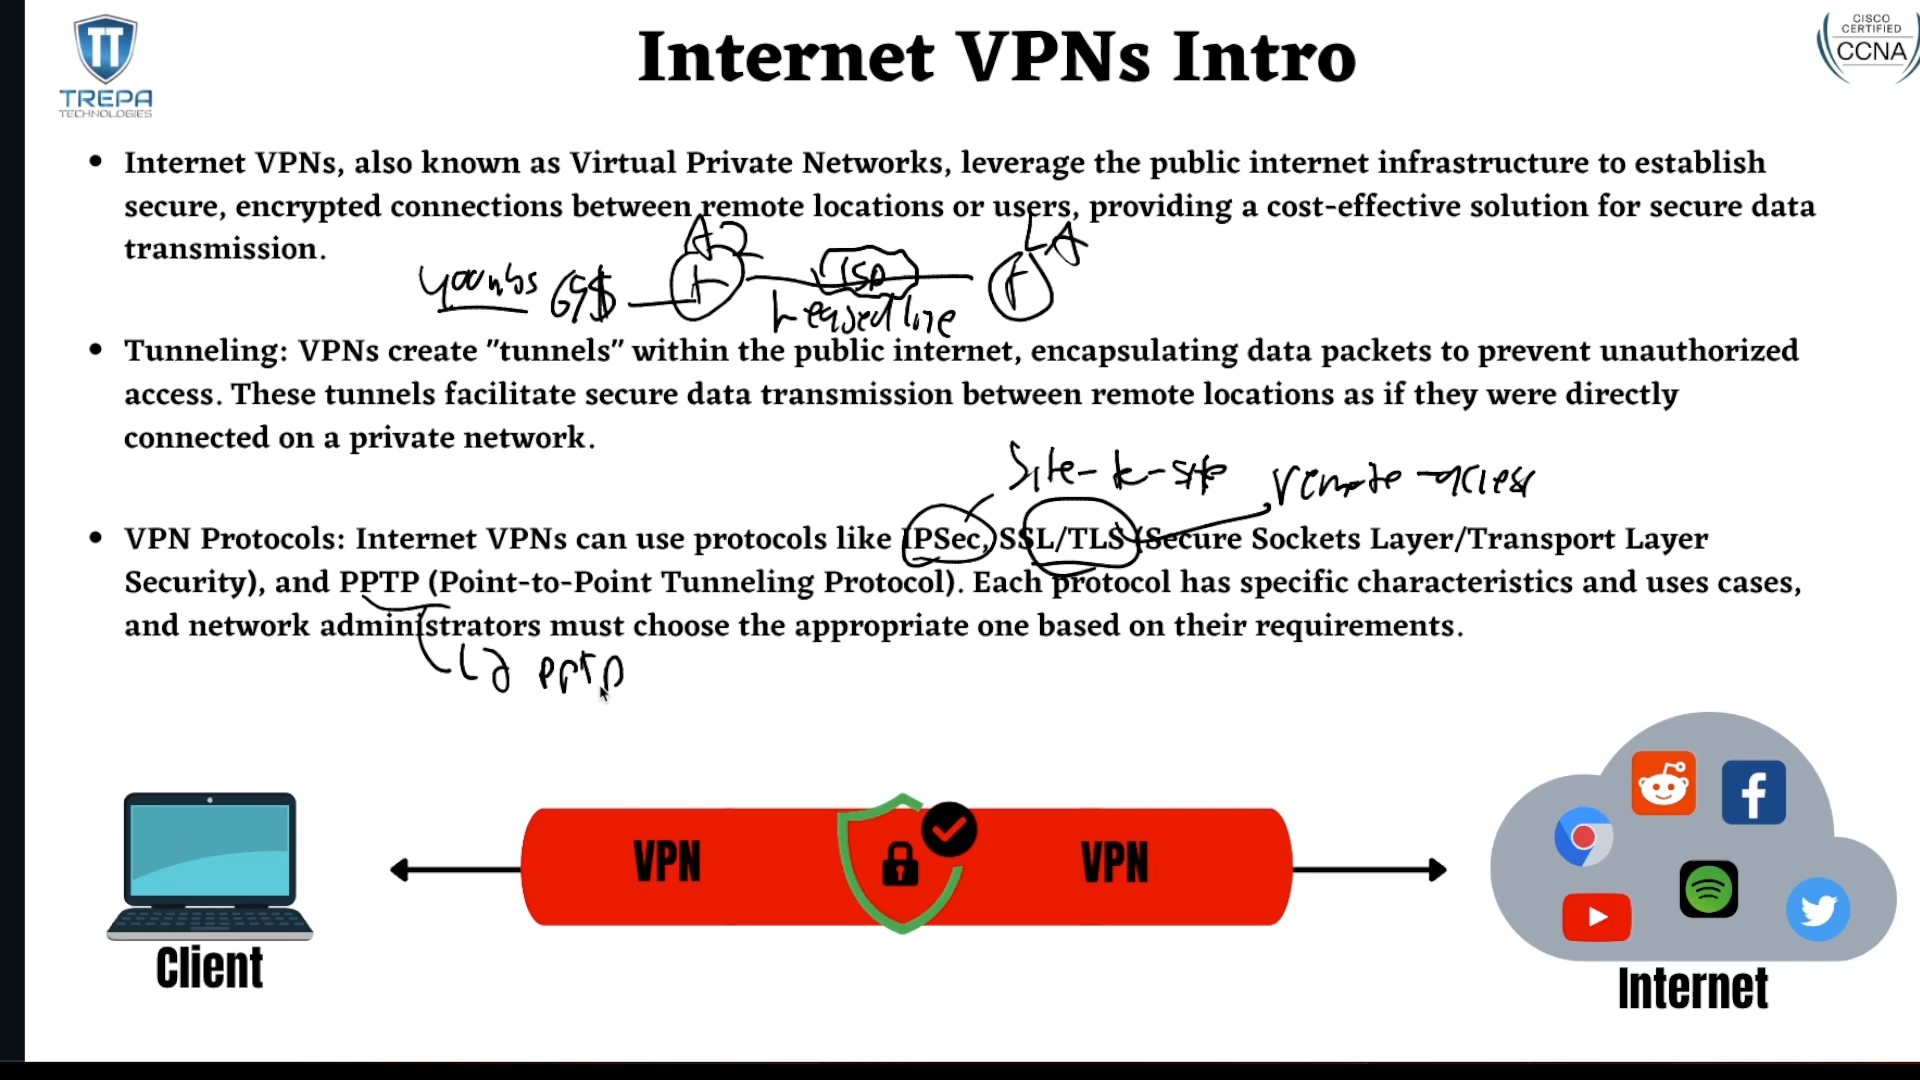 TREPA
TECHNOLOGIES
Internet VPNs Intro
CISCO
CERTIFIED
CCNA
• Internet VPNs, also known as Virtual Private Networks, leverage the public internet infrastructure to establish
secure, encrypted connections between remote locations or users, providing a cost-effective solution for secure data
transmission.
LA
ISP
Leased line
• Tunneling: VPNs create "tunnels" within the public internet, encapsulating data packets to prevent unauthorized
access. These tunnels facilitate secure data transmission between remote locations as if they were directly
connected on a private network.
Site-to-site
remote-access
• VPN Protocols: Internet VPNs can use protocols like IPSec, SSL/TLS (Secure Sockets Layer/Transport Layer
Security), and PPTP (Point-to-Point Tunneling Protocol). Each protocol has specific characteristics and uses cases,
and network administrators must choose the appropriate one based on their requirements.
PPTP
VPN
VPN
Client
Internet